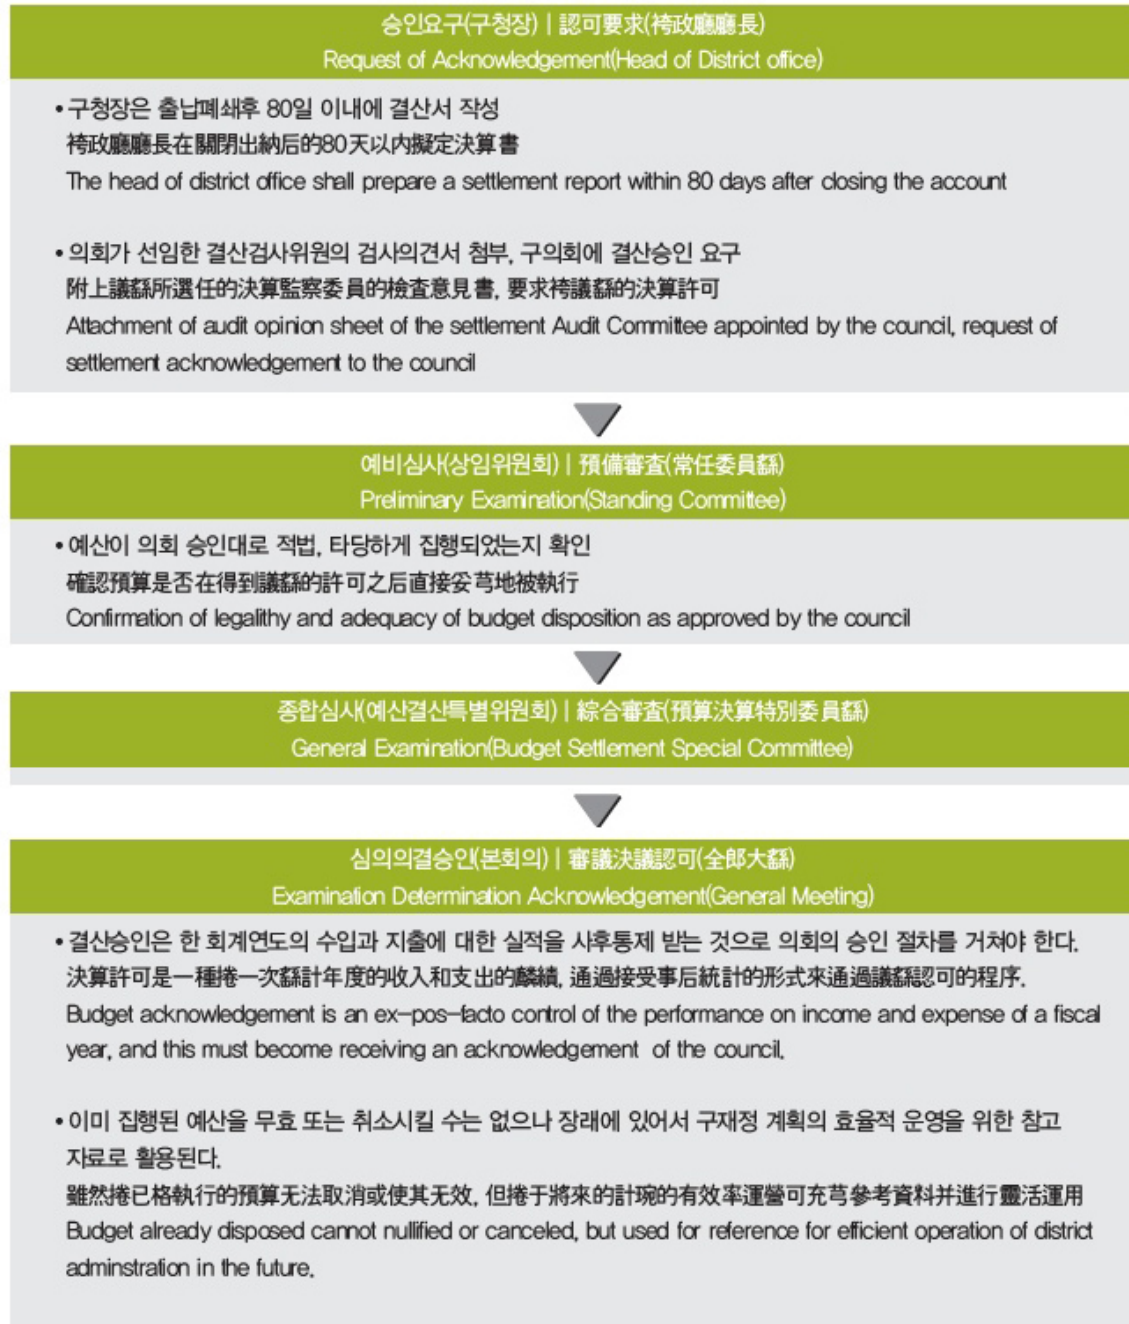 승인요구(구청장) | 認可要求(袴政廳廳長)
Request of Acknowledgement(Head of District office)
• 구청장은 출납폐쇄후 80일 이내에 결산서 작성
袴政廳廳長在關閉出納后的80天以内擬定決算書
The head of district office shall prepare a settlement report within 80 days after closing the account
• 의회가 선임한 결산검사위원의 검사의견서 첨부, 구의회에 결산승인 요구
附上議繇所選任的決算監察委員的檢查意見書, 要求袴議繇的決算許可
Attachment of audit opinion sheet of the settlement Audit Committee appointed by the council, request of
settlement acknowledgement to the council
예비심사(상임위원회) | 預備審査(常任委員繇)
Preliminary Examination(Standing Committee)
• 예산이 의회 승인대로 적법, 타당하게 집행되었는지 확인
確認預算是否在得到議繇的許可之后直接妥芎地被執行
Confirmation of legalithy and adequacy of budget disposition as approved by the council
종합심사(예산결산특별위원회) | 綜合審査(預算決算特別委員繇)
General Examination(Budget Settlement Special Committee)
심의의결승인(본회의) | 審議決議認可(全郎大繇)
Examination Determination Acknowledgement(General Meeting)
• 결산승인은 한 회계연도의 수입과 지출에 대한 실적을 사후통제 받는 것으로 의회의 승인 절차를 거쳐야 한다.
決算許可是一種捲一次繇計年度的收入和支出的麟績, 通過接受事后統計的形式來通過議繇認可的程序.
Budget acknowledgement is an ex-pos-facto control of the performance on income and expense of a fiscal
year, and this must become receiving an acknowledgement of the council.
• 이미 집행된 예산을 무효 또는 취소시킬 수는 없으나 장래에 있어서 구재정 계획의 효율적 운영을 위한 참고
자료로 활용된다.
雖然捲已格執行的預算无法取消或使其无效, 但捲于將來的計琬的有效率運營可充芎參考資料并進行靈活運用
Budget already disposed cannot nullified or canceled, but used for reference for efficient operation of district
adminstration in the future.